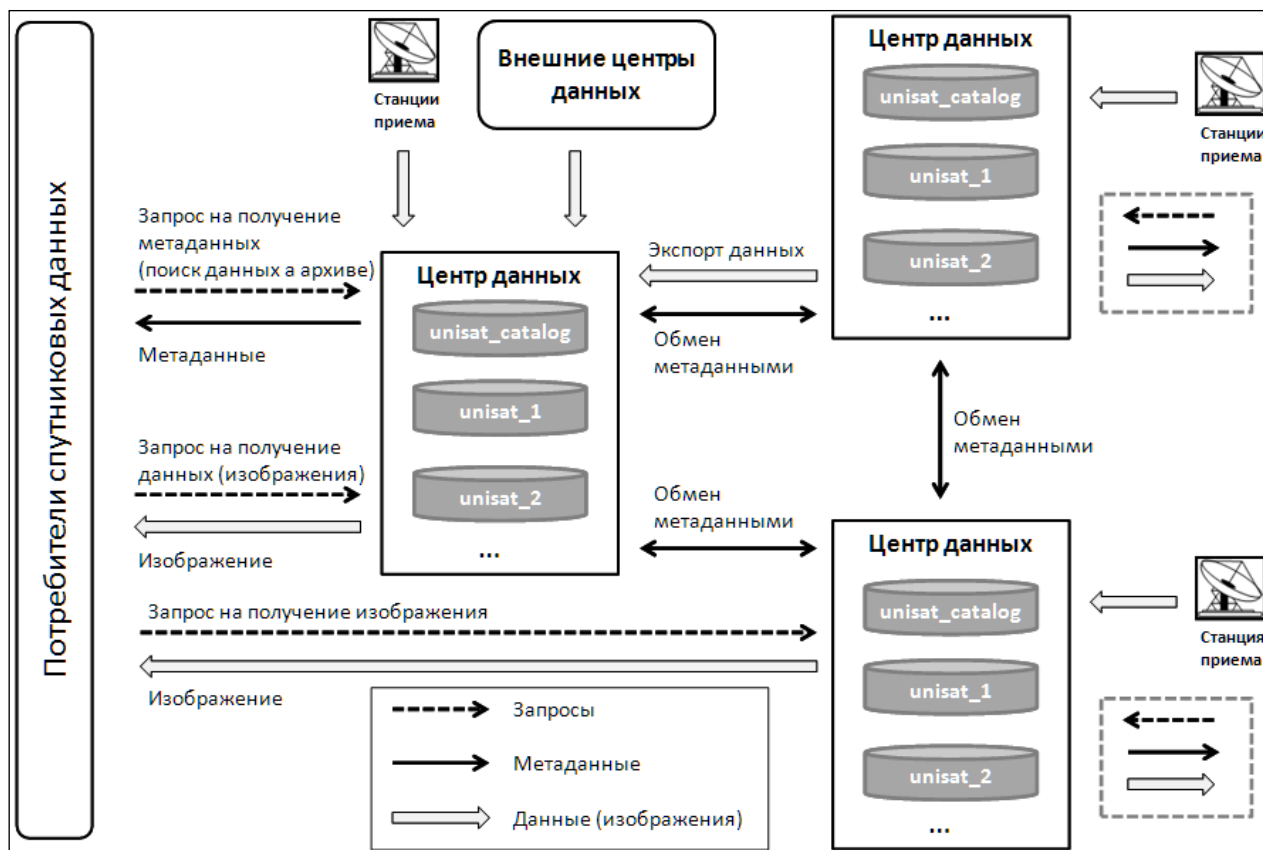 Потребители спутниковых данных
Станции
приема
Внешние центры
данных
Запрос на получение
метаданных
(поиск данных а архиве)
Метаданные
Запрос на получение
данных (изображения)
Изображение
Запрос на получение изображения
Изображение
Центр данных
unisat_catalog
unisat_1
unisat_2
...
Экспорт данных
Обмен
метаданными
Обмен
метаданными
Центр данных
unisat_catalog
unisat_1
unisat_2
...
Станции
приема
Обмен
метаданными
Центр данных
unisat_catalog
unisat_1
unisat_2
...
Станция
приема
Запросы
Метаданные
Данные (изображения)